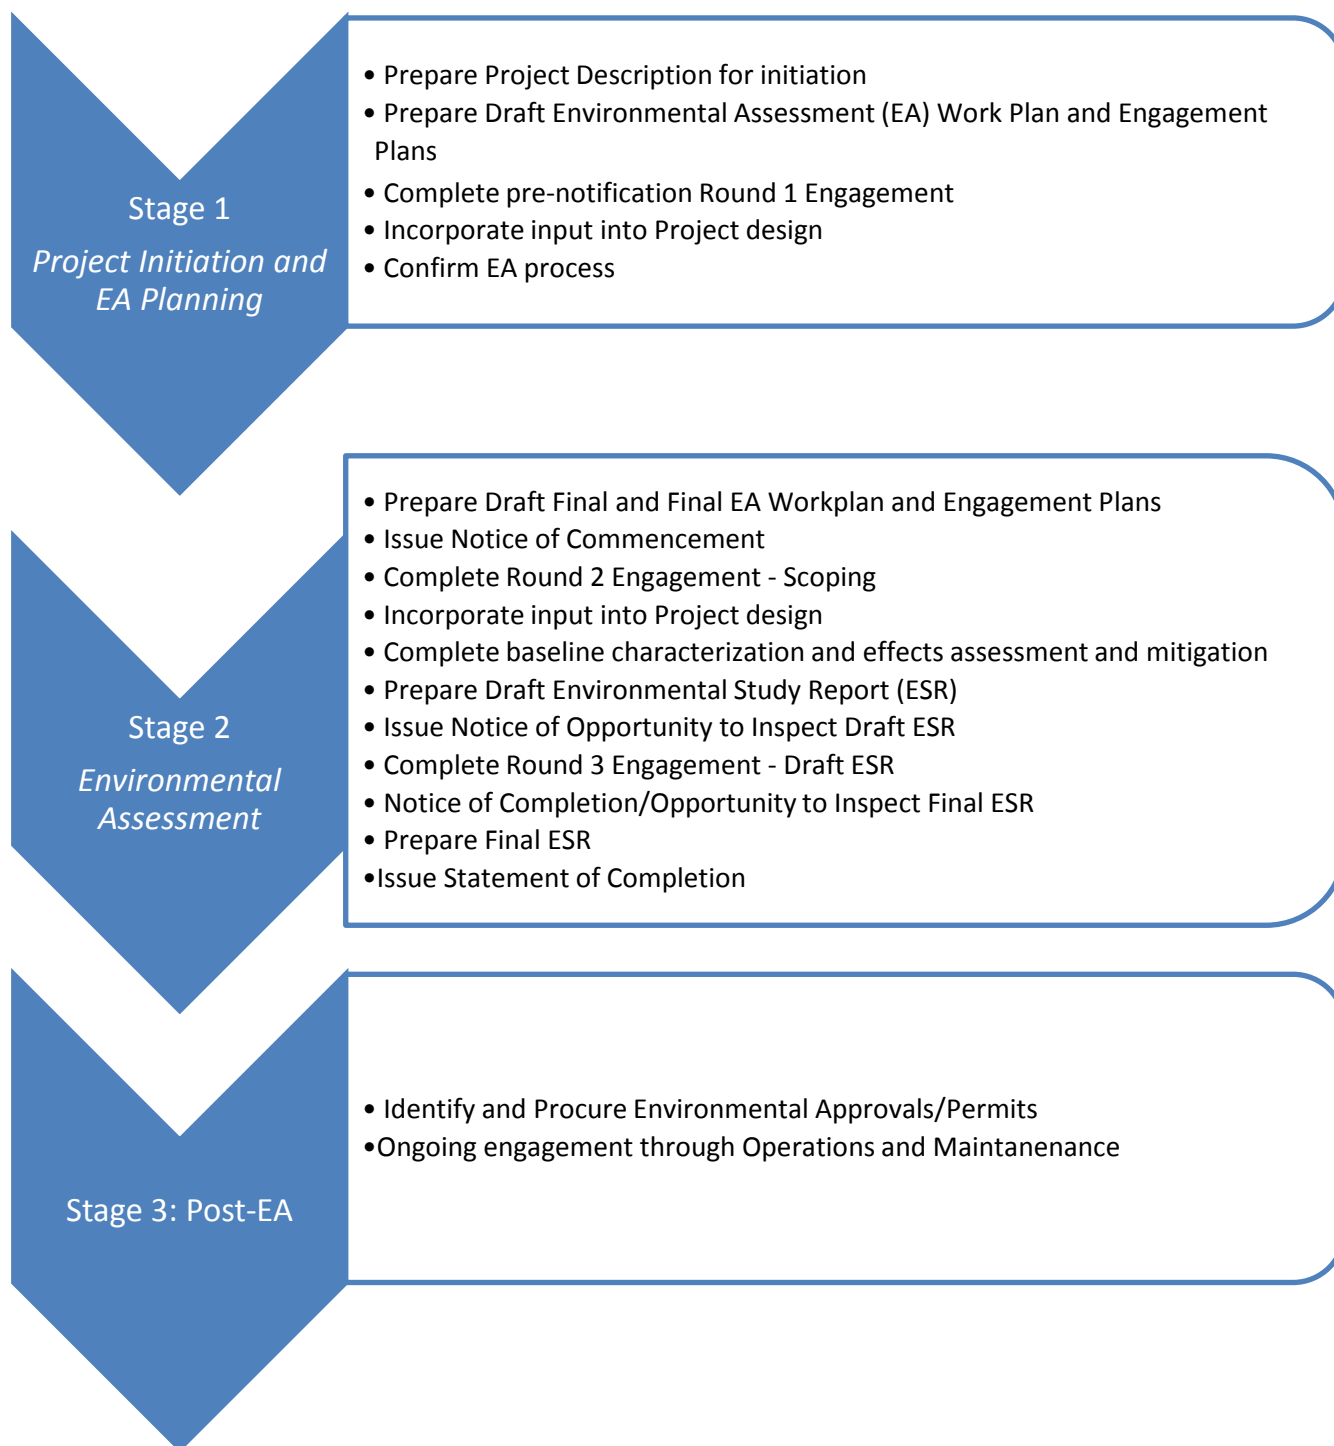 Stage 1
Project Initiation and
EA Planning
• Prepare Project Description for initiation
• Prepare Draft Environmental Assessment (EA) Work Plan and Engagement
Plans
• Complete pre-notification Round 1 Engagement
• Incorporate input into Project design
• Confirm EA process
Stage 2
Environmental
Assessment
• Prepare Draft Final and Final EA Workplan and Engagement Plans
• Issue Notice of Commencement
• Complete Round 2 Engagement - Scoping
• Incorporate input into Project design
• Complete baseline characterization and effects assessment and mitigation
• Prepare Draft Environmental Study Report (ESR)
• Issue Notice of Opportunity to Inspect Draft ESR
• Complete Round 3 Engagement - Draft ESR
• Notice of Completion/Opportunity to Inspect Final ESR
• Prepare Final ESR
•Issue Statement of Completion
Stage 3: Post-EA
• Identify and Procure Environmental Approvals/Permits
•Ongoing engagement through Operations and Maintanenance